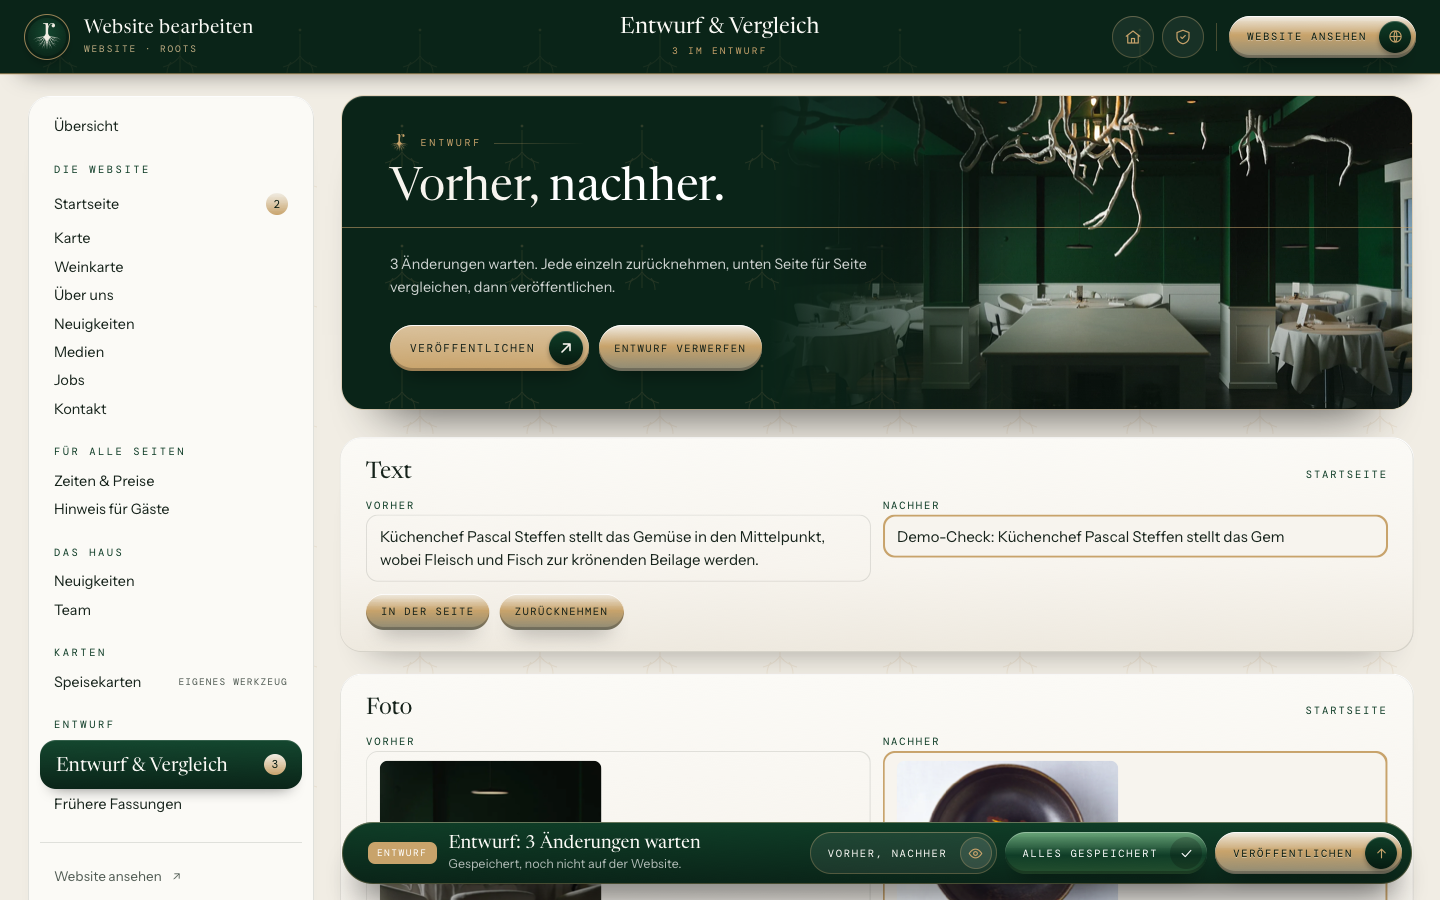 r
Website bearbeiten
WEBSITE · ROOTS
Entwurf & Vergleich
3 IM ENTWURF
WEBSITE ANSEHEN
Übersicht
DIE WEBSITE
Startseite 2
Karte
Weinkarte
Über uns
Neuigkeiten
Medien
Jobs
Kontakt
FÜR ALLE SEITEN
Zeiten & Preise
Hinweis für Gäste
DAS HAUS
Neuigkeiten
Team
KARTEN
Speisekarten EIGENES WERKZEUG
ENTWURF
Entwurf & Vergleich 3
Frühere Fassungen
Website ansehen
r ENTWURF
Vorher, nachher.
3 Änderungen warten. Jede einzeln zurücknehmen, unten Seite für Seite
vergleichen, dann veröffentlichen.
VERÖFFENTLICHEN
ENTWURF VERWERFEN
Text
STARTSEITE
VORHER
Küchenchef Pascal Steffen stellt das Gemüse in den Mittelpunkt,
wobei Fleisch und Fisch zur krönenden Beilage werden.
NACHHER
Demo-Check: Küchenchef Pascal Steffen stellt das Gem
IN DER SEITE
ZURÜCKNEHMEN
Foto
STARTSEITE
VORHER
NACHHER
ENTWURF
Entwurf: 3 Änderungen warten
Gespeichert, noch nicht auf der Website.
VORHER, NACHHER
ALLES GESPEICHERT
VERÖFFENTLICHEN